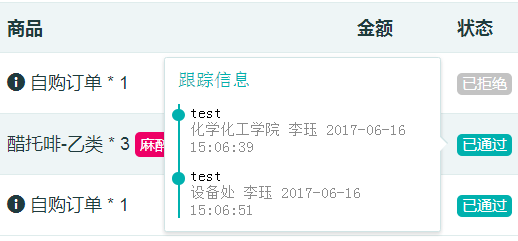 商品 金额 状态
自购订单 * 1 已拒绝
跟踪信息
test
化学化工学院 李珏 2017-06-16
15:06:39
醋托啡-乙类 * 3 已通过
test
设备处 李珏 2017-06-16
15:06:51
自购订单 * 1 已通过